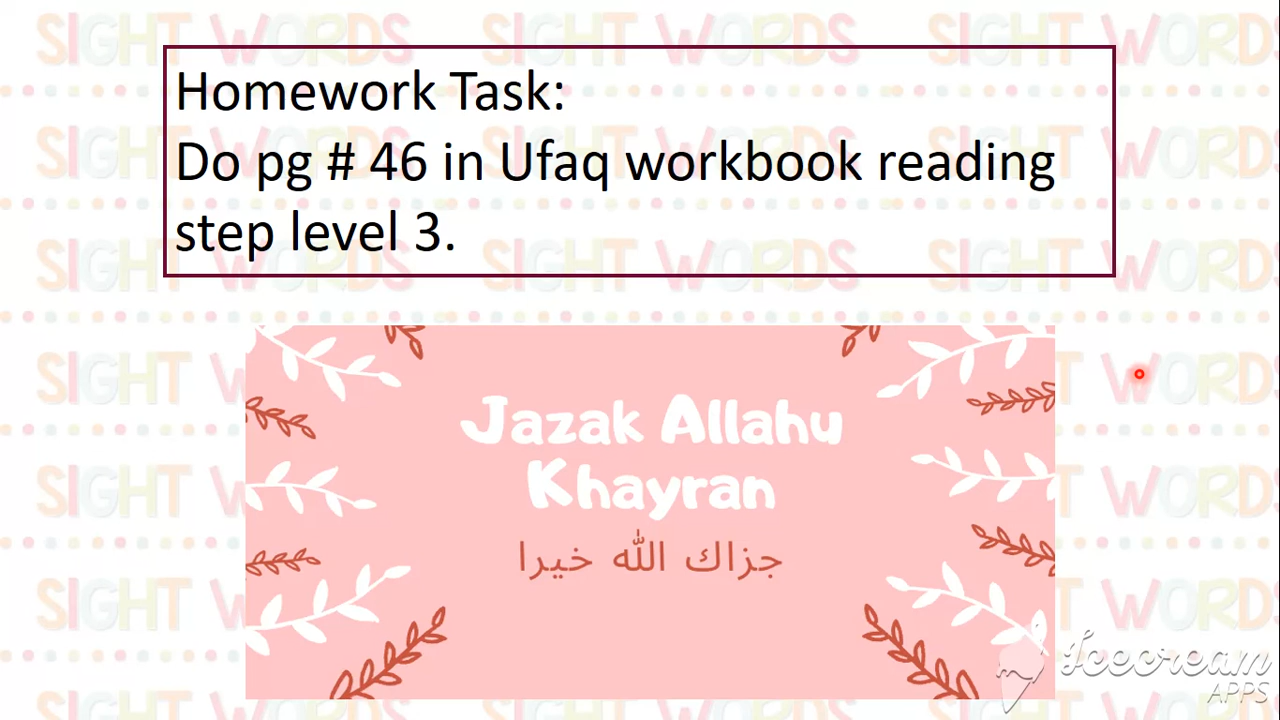 Homework Task:
Do pg # 46 in Ufaq workbook reading
step level 3.
Jazak Allahu
Khayran
جزاك الله خيرا
SIGHT WORDS
Icecream
APPS